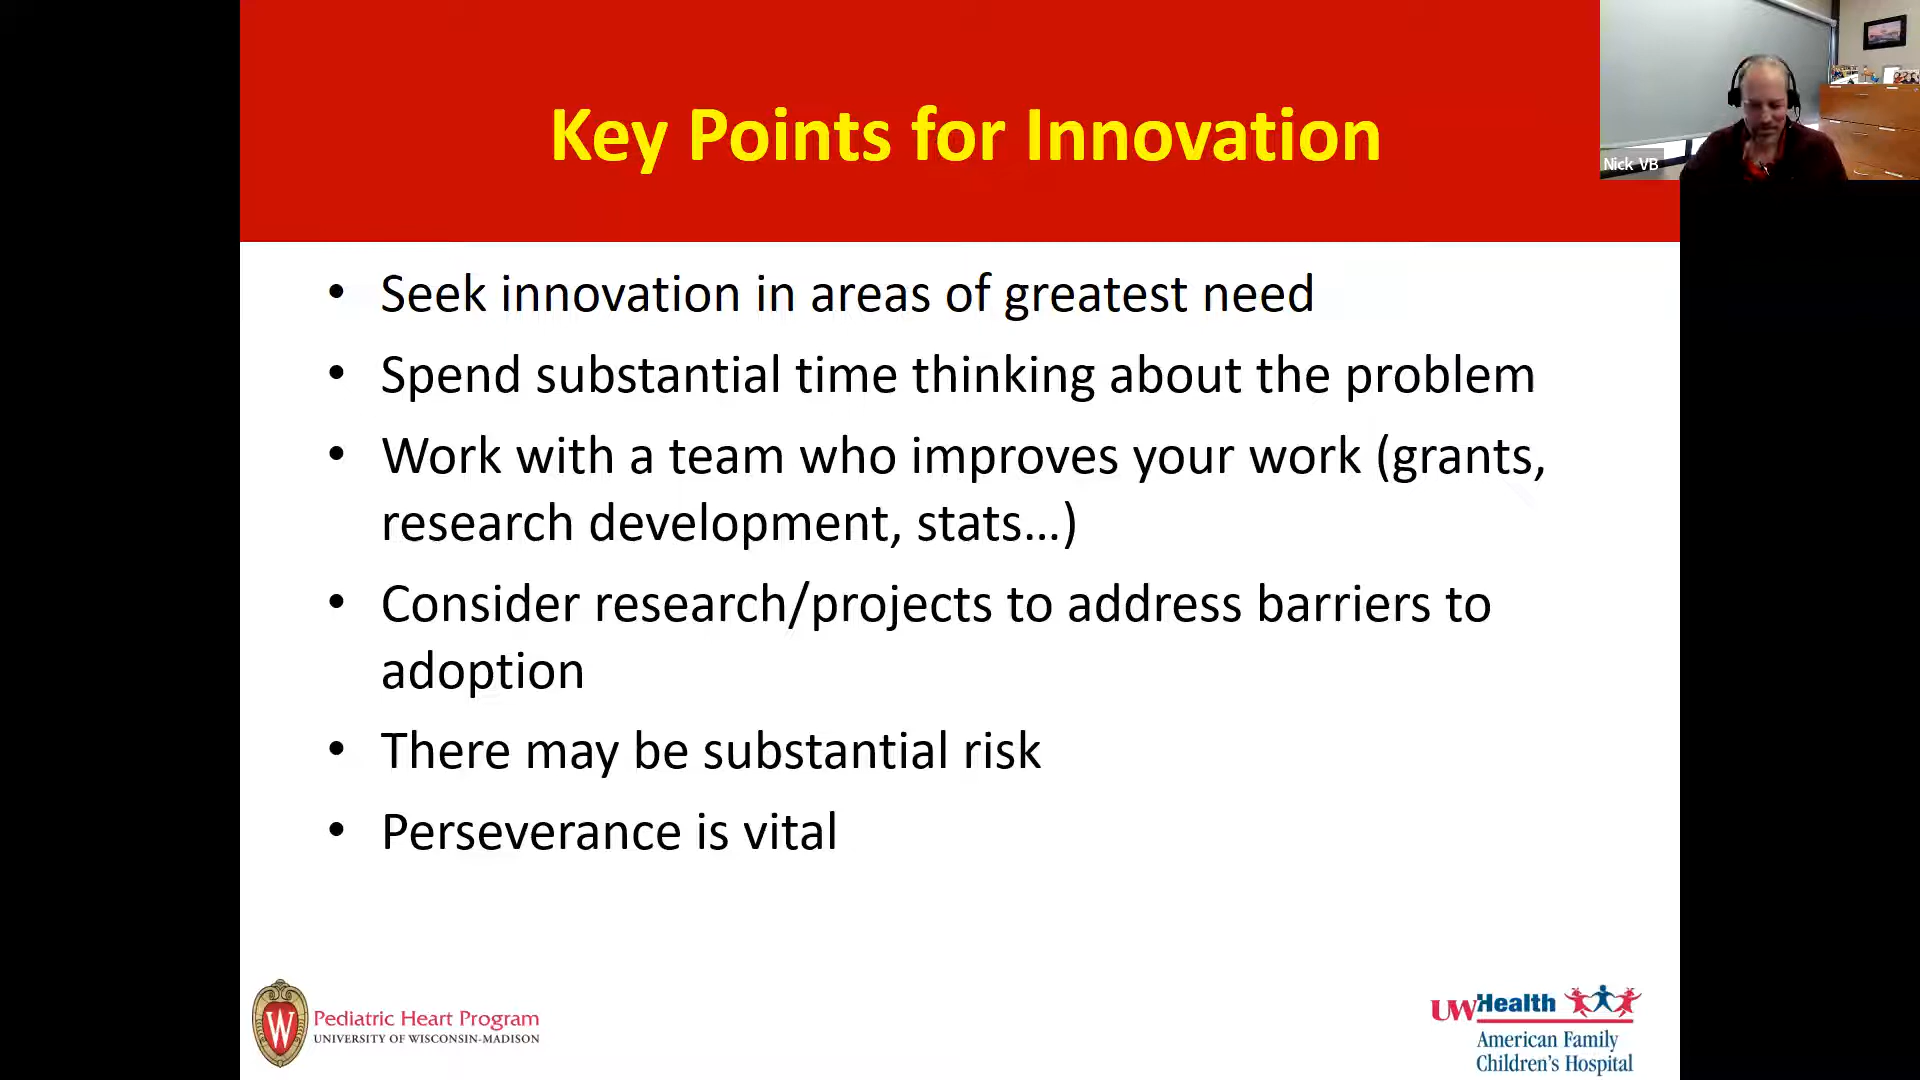 Key Points for Innovation
Nick VB
• Seek innovation in areas of greatest need
• Spend substantial time thinking about the problem
• Work with a team who improves your work (grants,
research development, stats...)
• Consider research/projects to address barriers to
adoption
• There may be substantial risk
• Perseverance is vital
W
Pediatric Heart Program
UNIVERSITY OF WISCONSIN-MADISON
UWHealth
American Family
Children's Hospital